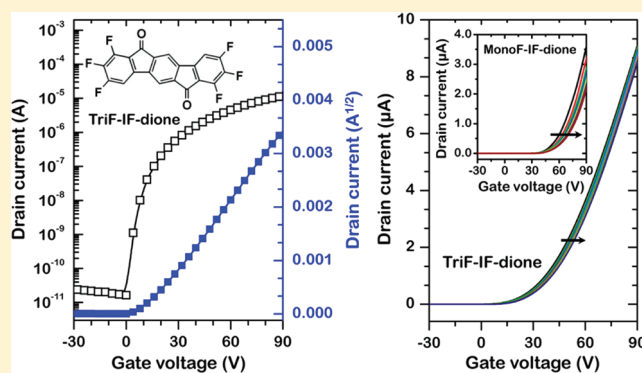 Drain current (A)
10⁻³
10⁻⁴
10⁻⁵
10⁻⁶
10⁻⁷
10⁻⁸
10⁻⁹
10⁻¹⁰
10⁻¹¹
-30 0 30 60 90
Gate voltage (V)
F F F O O F F F
TriF-IF-dione
0.005
0.004
0.003
0.002
0.001
0.000
Drain current (A¹ᐟ²)
Drain current (μA)
10
8
6
4
2
0
-30 0 30 60 90
Gate voltage (V)
TriF-IF-dione
Drain current (μA)
4.0
3.0
2.0
1.0
0.0
MonoF-IF-dione
-30 0 30 60 90
Gate voltage (V)